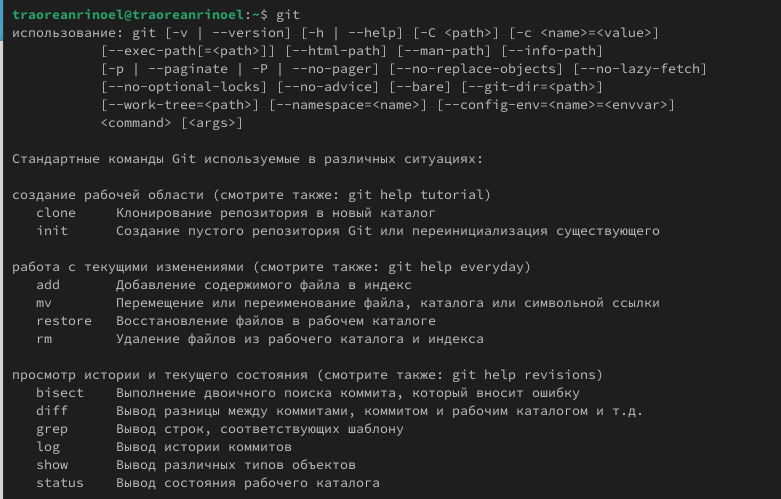 traoreanrinoel@traoreanrinoel:~$ git
использование: git [-v | --version] [-h | --help] [-C <path>] [-c <name>=<value>]
           [--exec-path[=<path>]] [--html-path] [--man-path] [--info-path]
           [-p | --paginate | -P | --no-pager] [--no-replace-objects] [--no-lazy-fetch]
           [--no-optional-locks] [--no-advice] [--bare] [--git-dir=<path>]
           [--work-tree=<path>] [--namespace=<name>] [--config-env=<name>=<envvar>]
           <command> [<args>]

Стандартные команды Git используемые в различных ситуациях:

создание рабочей области (смотрите также: git help tutorial)
   clone     Клонирование репозитория в новый каталог
   init      Создание пустого репозитория Git или переинициализация существующего

работа с текущими изменениями (смотрите также: git help everyday)
   add       Добавление содержимого файла в индекс
   mv        Перемещение или переименование файла, каталога или символьной ссылки
   restore   Восстановление файлов в рабочем каталоге
   rm        Удаление файлов из рабочего каталога и индекса

просмотр истории и текущего состояния (смотрите также: git help revisions)
   bisect    Выполнение двоичного поиска коммита, который вносит ошибку
   diff      Вывод разницы между коммитами, коммитом и рабочим каталогом и т.д.
   grep      Вывод строк, соответствующих шаблону
   log       Вывод истории коммитов
   show      Вывод различных типов объектов
   status    Вывод состояния рабочего каталога